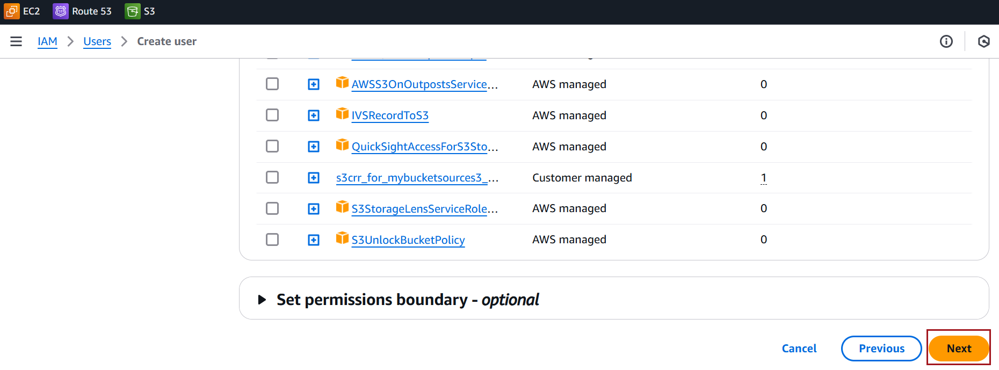 EC2 Route 53 S3
IAM Users Create user
AWSS3OnOutpostsService... AWS managed 0
IVSRecordToS3 AWS managed 0
QuickSightAccessForS3Sto... AWS managed 0
s3crr_for_mybucketsources3_... Customer managed 1
S3StorageLensServiceRole... AWS managed 0
S3UnlockBucketPolicy AWS managed 0
Set permissions boundary - optional
Cancel Previous Next